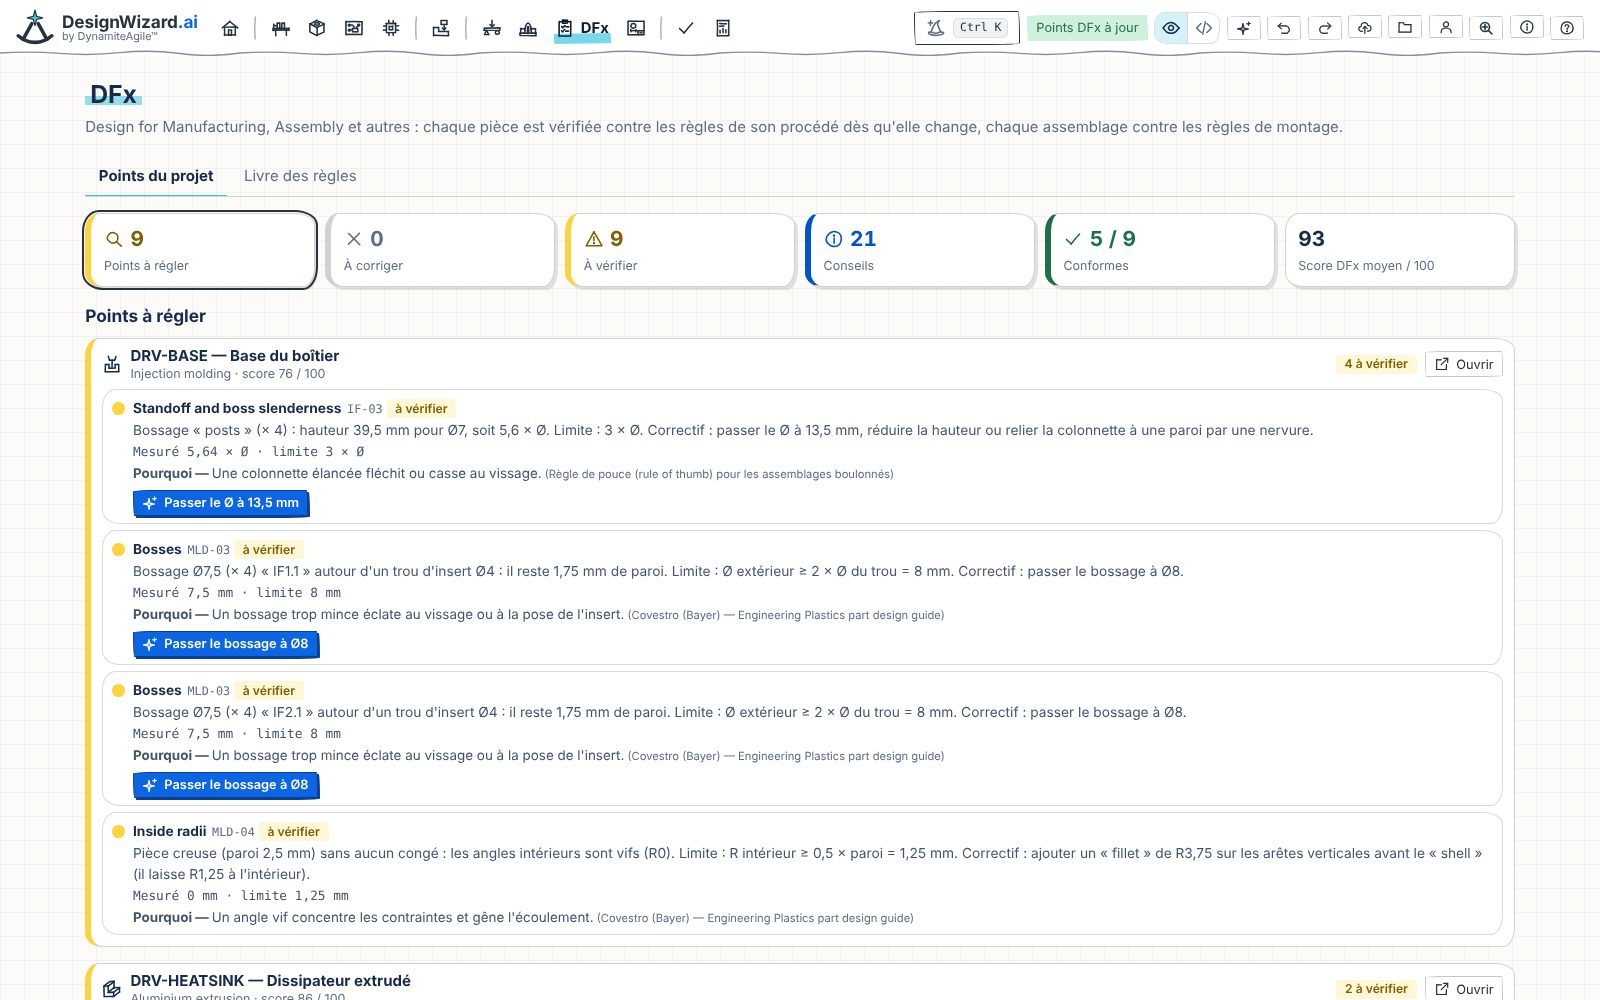 DesignWizard.ai
by DynamiteAgile™
DFx
Ctrl K
Points DFx à jour
DFx
Design for Manufacturing, Assembly et autres : chaque pièce est vérifiée contre les règles de son procédé dès qu'elle change, chaque assemblage contre les règles de montage.
Points du projet
Livre des règles
9
Points à régler
0
À corriger
9
À vérifier
21
Conseils
5 / 9
Conformes
93
Score DFx moyen / 100
Points à régler
DRV-BASE — Base du boîtier
Injection molding · score 76 / 100
4 à vérifier
Ouvrir
Standoff and boss slenderness IF-03 à vérifier
Bossage « posts » (× 4) : hauteur 39,5 mm pour Ø7, soit 5,6 × Ø. Limite : 3 × Ø. Correctif : passer le Ø à 13,5 mm, réduire la hauteur ou relier la colonnette à une paroi par une nervure.
Mesuré 5,64 × Ø · limite 3 × Ø
Pourquoi — Une colonnette élancée fléchit ou casse au vissage. (Règle de pouce (rule of thumb) pour les assemblages boulonnés)
Passer le Ø à 13,5 mm
Bosses MLD-03 à vérifier
Bossage Ø7,5 (× 4) « IF1.1 » autour d'un trou d'insert Ø4 : il reste 1,75 mm de paroi. Limite : Ø extérieur ≥ 2 × Ø du trou = 8 mm. Correctif : passer le bossage à Ø8.
Mesuré 7,5 mm · limite 8 mm
Pourquoi — Un bossage trop mince éclate au vissage ou à la pose de l'insert. (Covestro (Bayer) — Engineering Plastics part design guide)
Passer le bossage à Ø8
Bosses MLD-03 à vérifier
Bossage Ø7,5 (× 4) « IF2.1 » autour d'un trou d'insert Ø4 : il reste 1,75 mm de paroi. Limite : Ø extérieur ≥ 2 × Ø du trou = 8 mm. Correctif : passer le bossage à Ø8.
Mesuré 7,5 mm · limite 8 mm
Pourquoi — Un bossage trop mince éclate au vissage ou à la pose de l'insert. (Covestro (Bayer) — Engineering Plastics part design guide)
Passer le bossage à Ø8
Inside radii MLD-04 à vérifier
Pièce creuse (paroi 2,5 mm) sans aucun congé : les angles intérieurs sont vifs (R0). Limite : R intérieur ≥ 0,5 × paroi = 1,25 mm. Correctif : ajouter un « fillet » de R3,75 sur les arêtes verticales avant le « shell »
(il laisse R1,25 à l'intérieur).
Mesuré 0 mm · limite 1,25 mm
Pourquoi — Un angle vif concentre les contraintes et gêne l'écoulement. (Covestro (Bayer) — Engineering Plastics part design guide)
DRV-HEATSINK — Dissipateur extrudé
Aluminium extrusion · score 86 / 100
2 à vérifier
Ouvrir